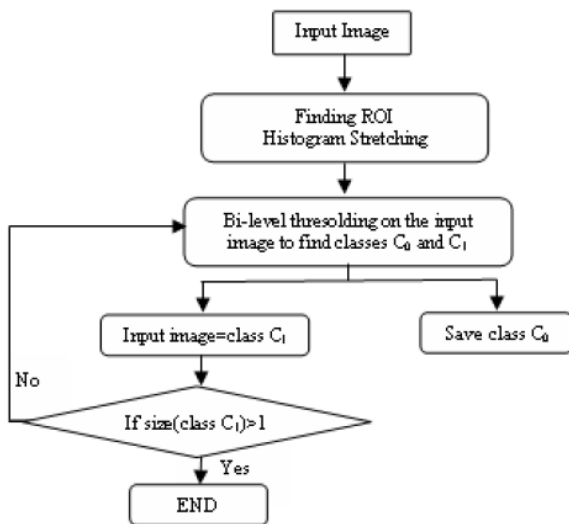 Input Image
Finding ROI
Histogram Stretching
Bi-level thresolding on the input
image to find classes C₀ and C₁
Input image=class C₁
Save class C₀
No
If size(class C₁)>1
Yes
END